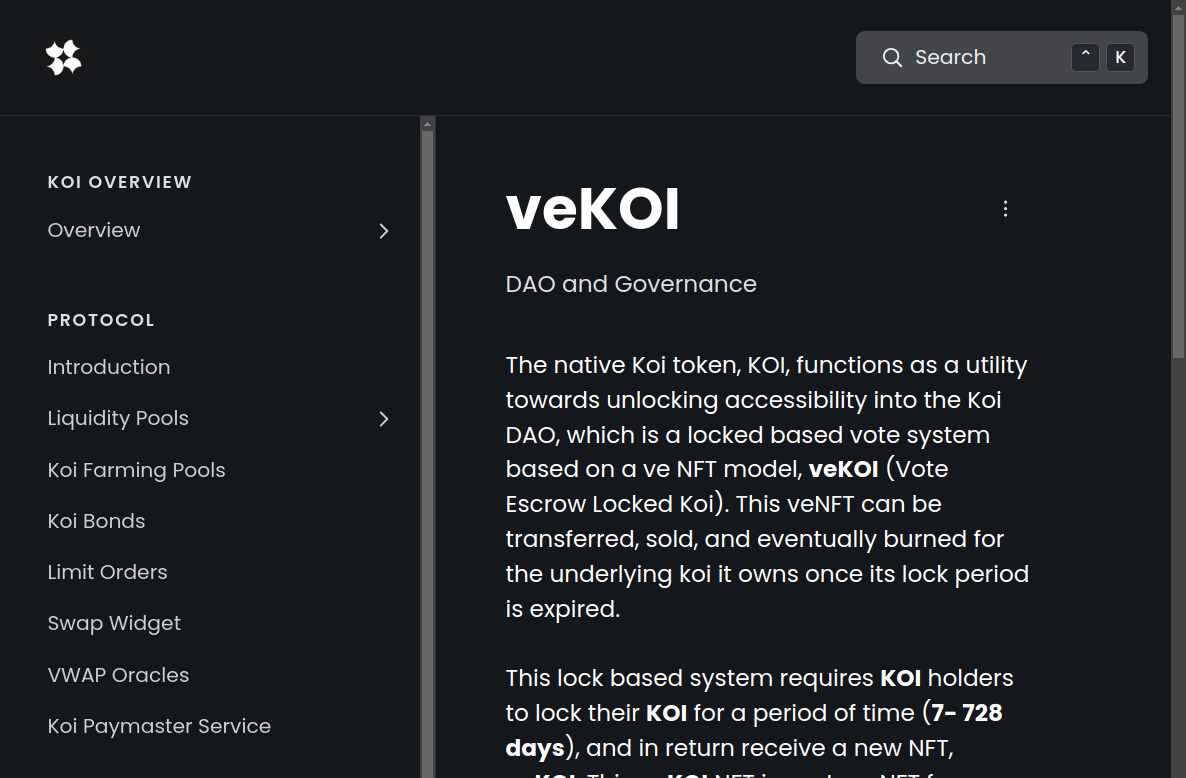 Search
^ K
KOI OVERVIEW
Overview
PROTOCOL
Introduction
Liquidity Pools
Koi Farming Pools
Koi Bonds
Limit Orders
Swap Widget
VWAP Oracles
Koi Paymaster Service
veKOI
DAO and Governance
The native Koi token, KOI, functions as a utility
towards unlocking accessibility into the Koi
DAO, which is a locked based vote system
based on a ve NFT model, veKOI (Vote
Escrow Locked Koi). This veNFT can be
transferred, sold, and eventually burned for
the underlying koi it owns once its lock period
is expired.
This lock based system requires KOI holders
to lock their KOI for a period of time (7- 728
days), and in return receive a new NFT,